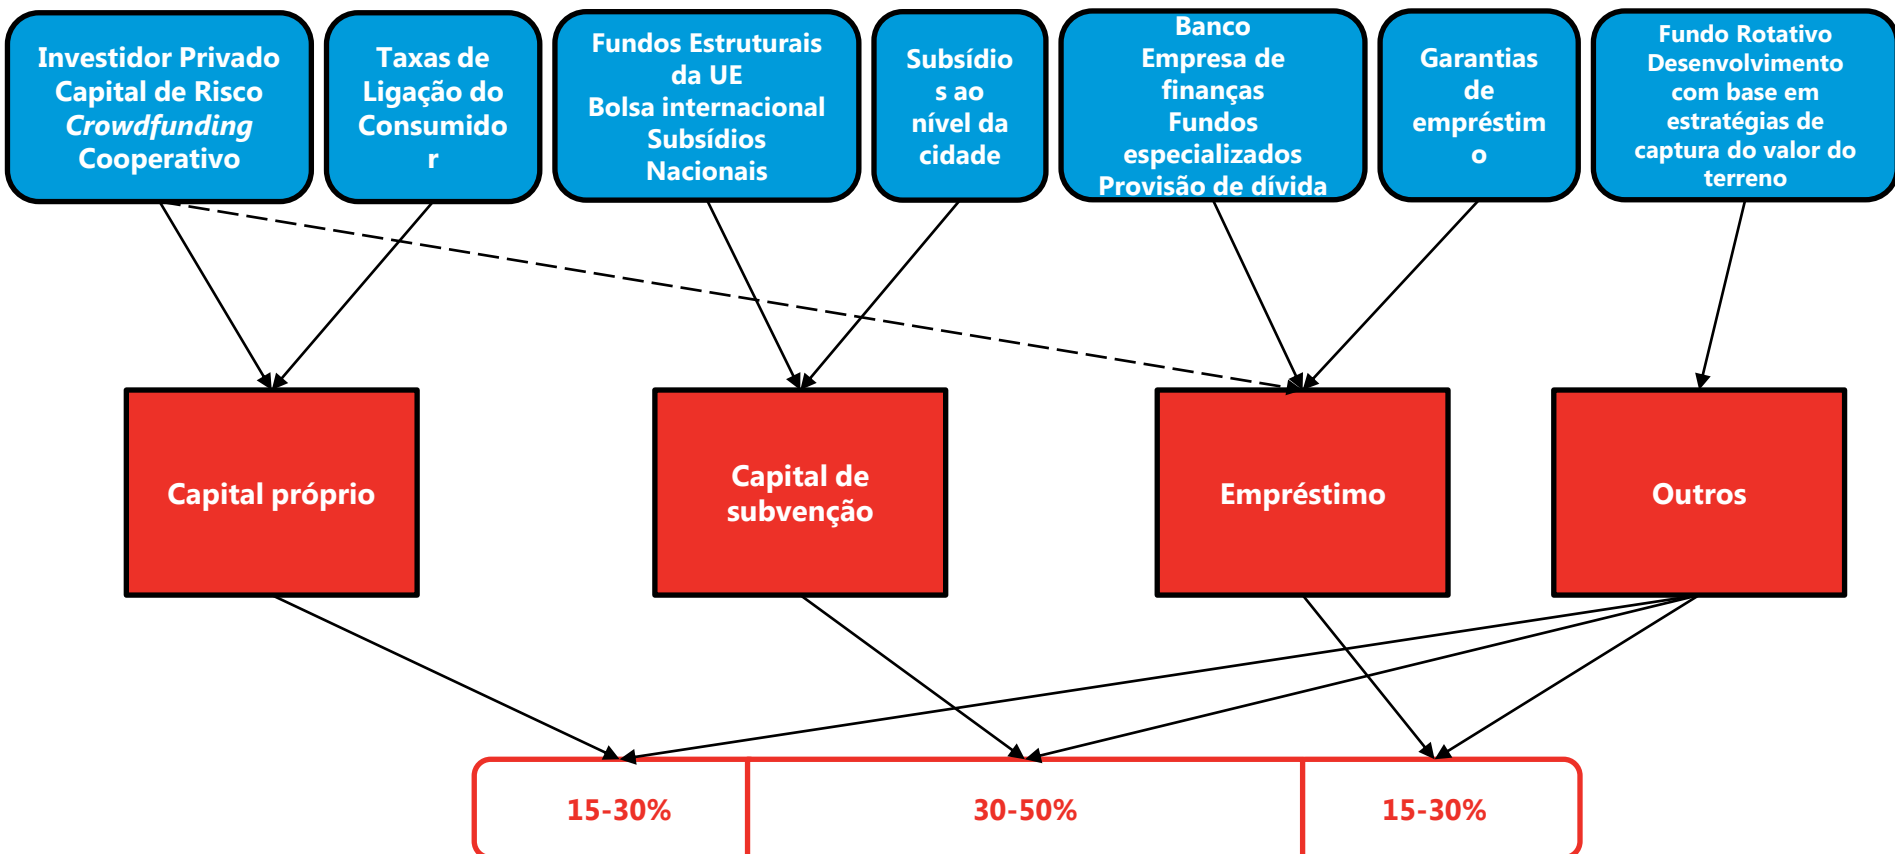 Investidor Privado
Capital de Risco
Crowdfunding
Cooperativo
Taxas de
Ligação do
Consumido
r
Fundos Estruturais
da UE
Bolsa internacional
Subsídios
Nacionais
Subsídio
s ao
nível da
cidade
Banco
Empresa de
finanças
Fundos
especializados
Provisão de dívida
Garantias
de
empréstim
o
Fundo Rotativo
Desenvolvimento
com base em
estratégias de
captura do valor do
terreno
Capital próprio
Capital de
subvenção
Empréstimo
Outros
15-30%
30-50%
15-30%